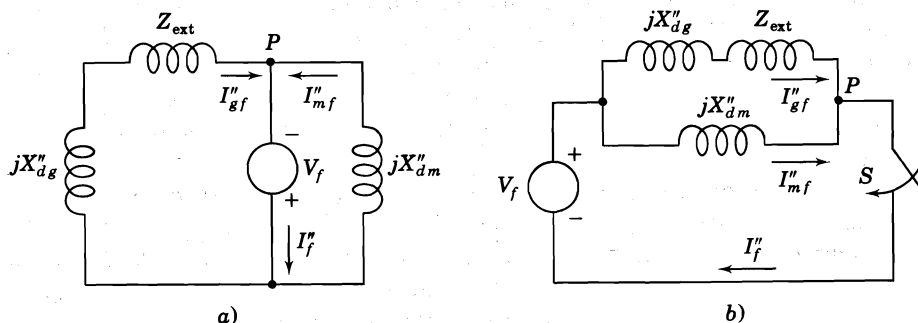 Z_ext
P
I''_gf
I''_mf
jX''_dg
−
V_f
+
jX''_dm
I''_f
a)
jX''_dg
Z_ext
I''_gf
P
jX''_dm
I''_mf
+
V_f
−
S
I''_f
b)